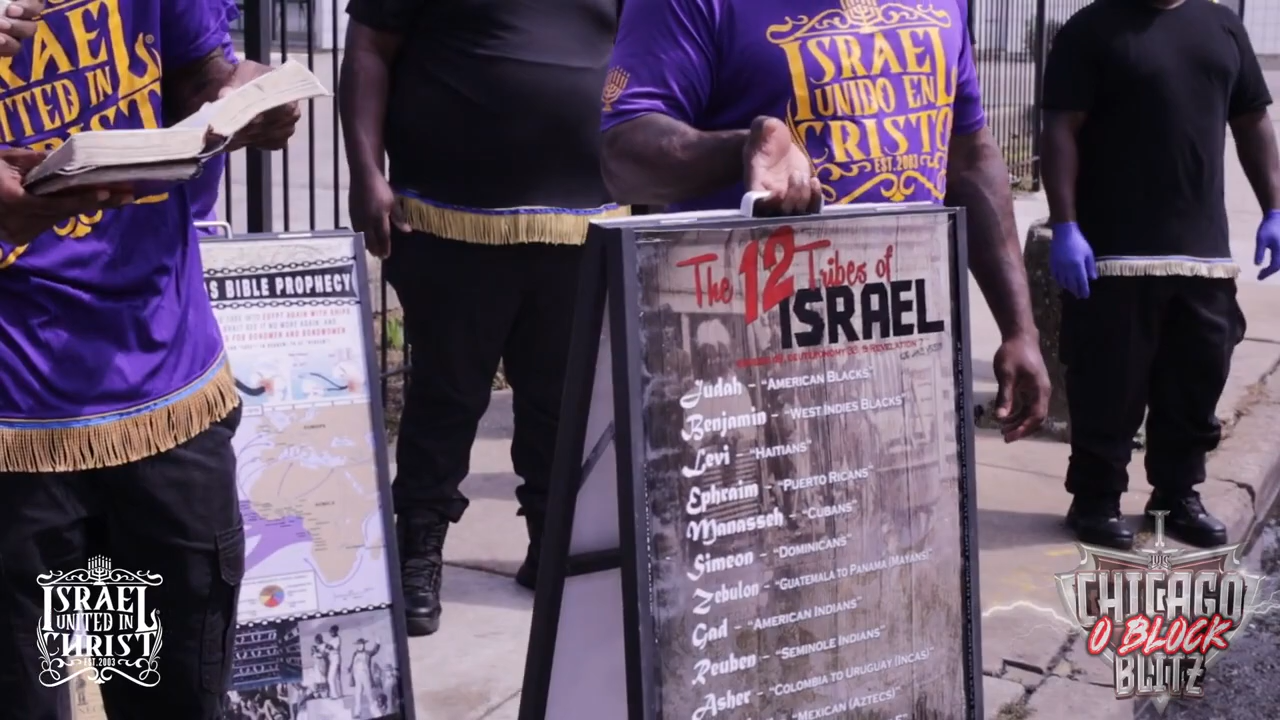 RAEL
NITED IN
ISRAEL
UNIDO EN
CRISTO
EST.2003
S BIBLE PROPHECY
The 12 Tribes of
ISRAEL
Judah - "AMERICAN BLACKS"
Benjamin - "WEST INDIES BLACKS"
Levi - "HAITIANS"
Ephraim - "PUERTO RICANS"
Manasseh - "CUBANS"
Simeon - "DOMINICANS"
Zebulon - "GUATEMALA TO PANAMA (MAYANS)"
Gad - "AMERICAN INDIANS"
Reuben - "SEMINOLE INDIANS"
Asher - "COLOMBIA TO URUGUAY (INCAS)"
"MEXICAN (AZTECS)"
ISRAEL
UNITED IN
CHRIST
EST.2003
CHICAGO
O BLOCK
BLITZ